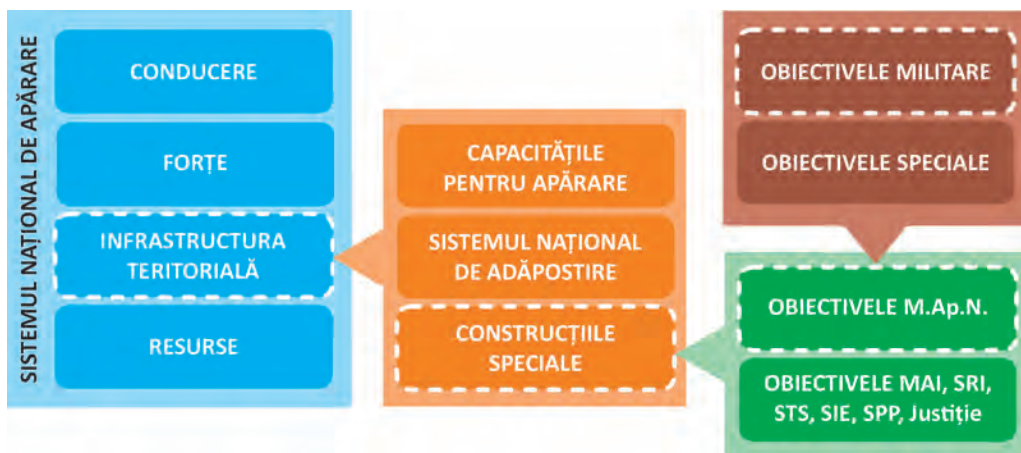 SISTEMUL NAȚIONAL DE APĂRARE
CONDUCERE
FORȚE
INFRASTRUCTURA
TERITORIALĂ
RESURSE
CAPACITĂȚILE
PENTRU APĂRARE
SISTEMUL NAȚIONAL
DE ADĂPOSTIRE
CONSTRUCȚIILE
SPECIALE
OBIECTIVELE MILITARE
OBIECTIVELE SPECIALE
OBIECTIVELE M.Ap.N.
OBIECTIVELE MAI, SRI,
STS, SIE, SPP, Justiție